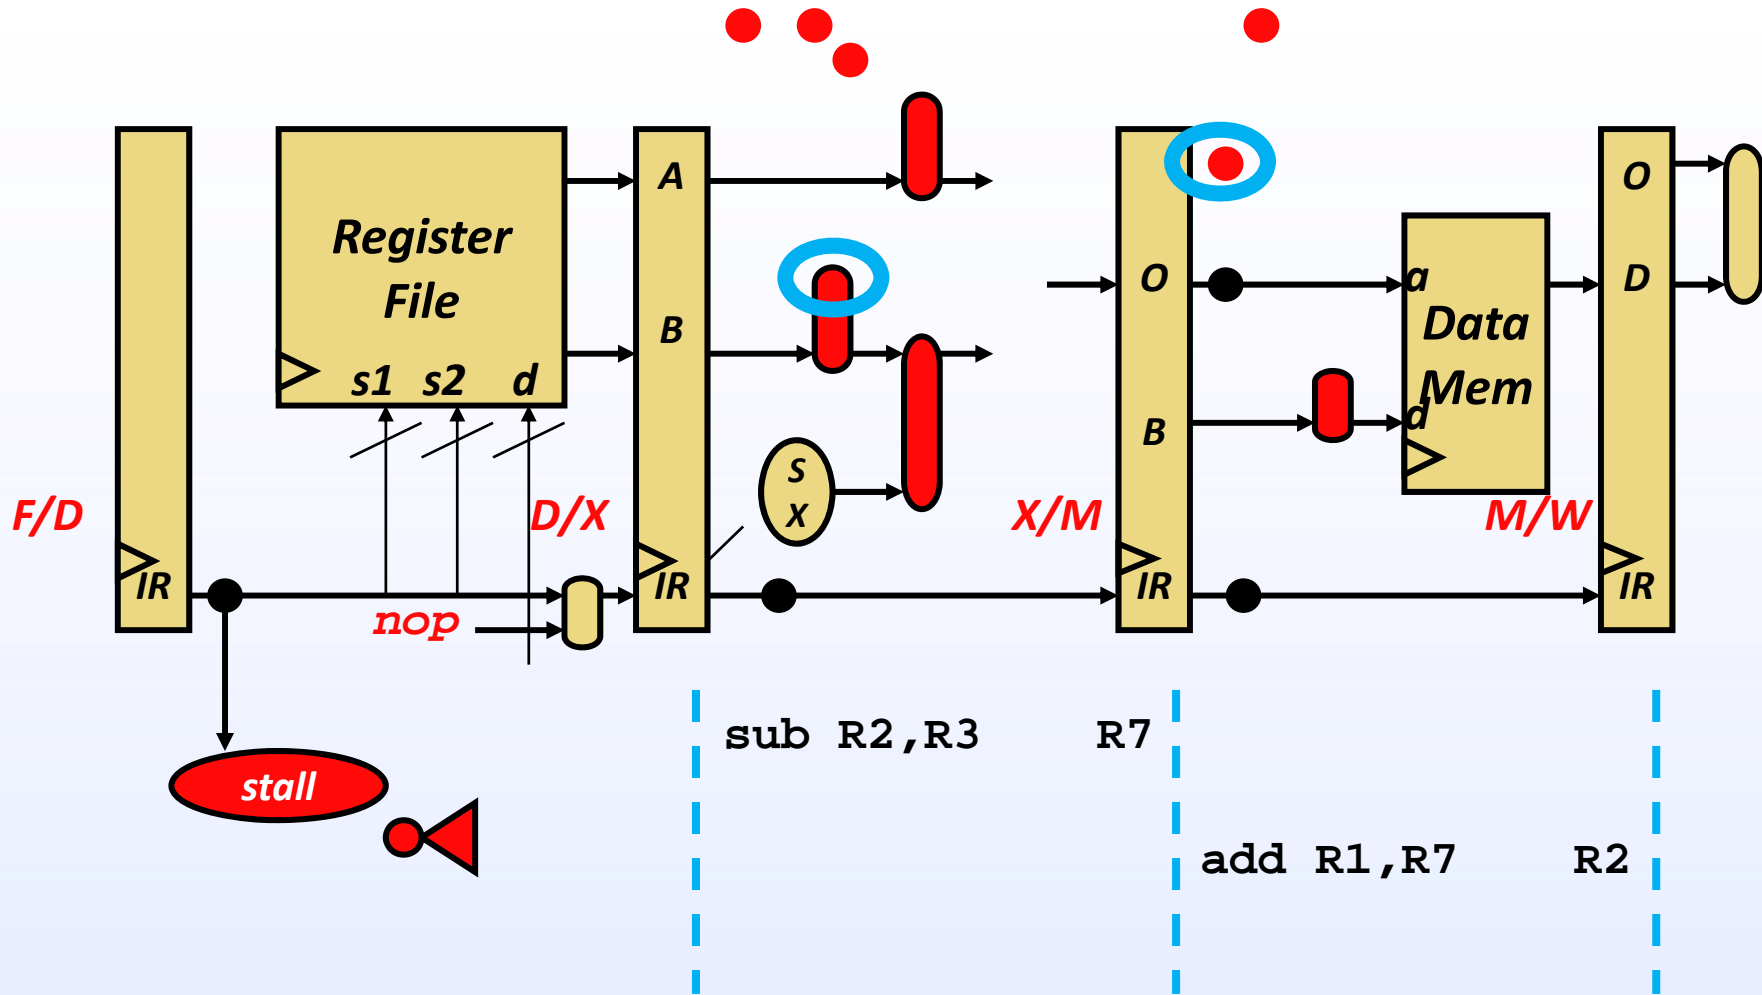 A
O
Register
File
O
D
a
Data
Mem
d
B
B
s1 s2 d
S
X
F/D
D/X
X/M
M/W
IR
IR
IR
IR
nop
sub R2,R3 R7
stall
add R1,R7 R2